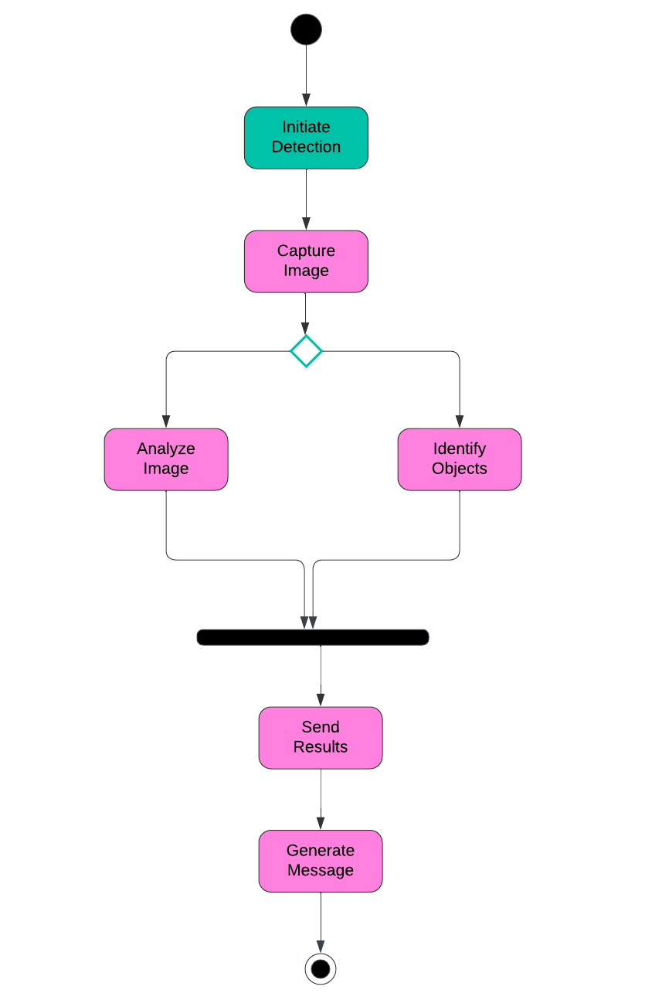 Initiate
Detection
Capture
Image
Analyze
Image
Identify
Objects
Send
Results
Generate
Message